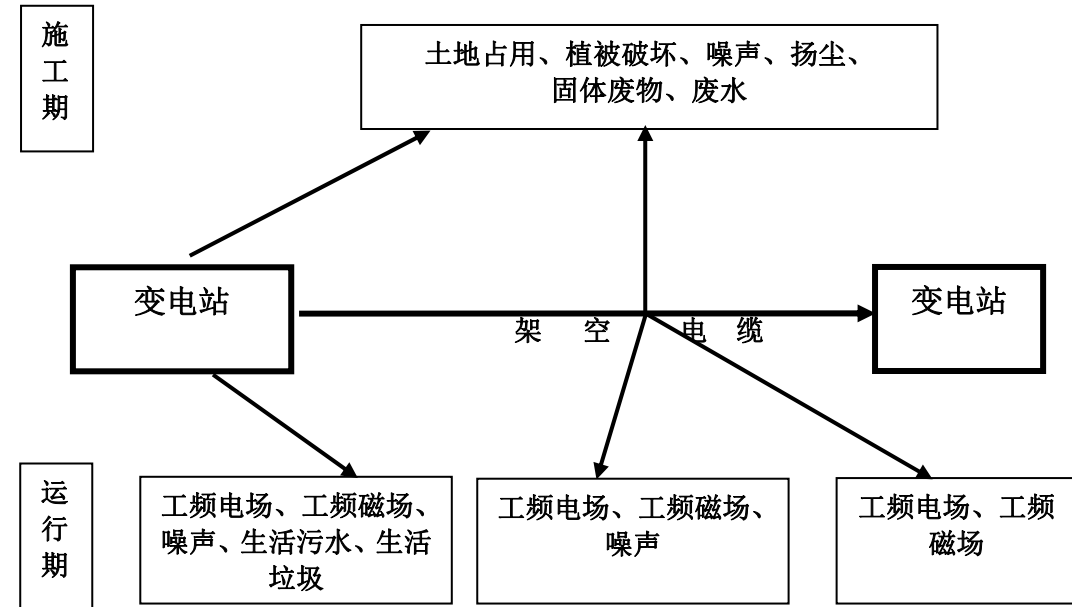 施
工
期
土地占用、植被破坏、噪声、扬尘、
固体废物、废水
变电站
架 空 电 缆
变电站
运
行
期
工频电场、工频磁场、
噪声、生活污水、生活
垃圾
工频电场、工频磁场、
噪声
工频电场、工频
磁场